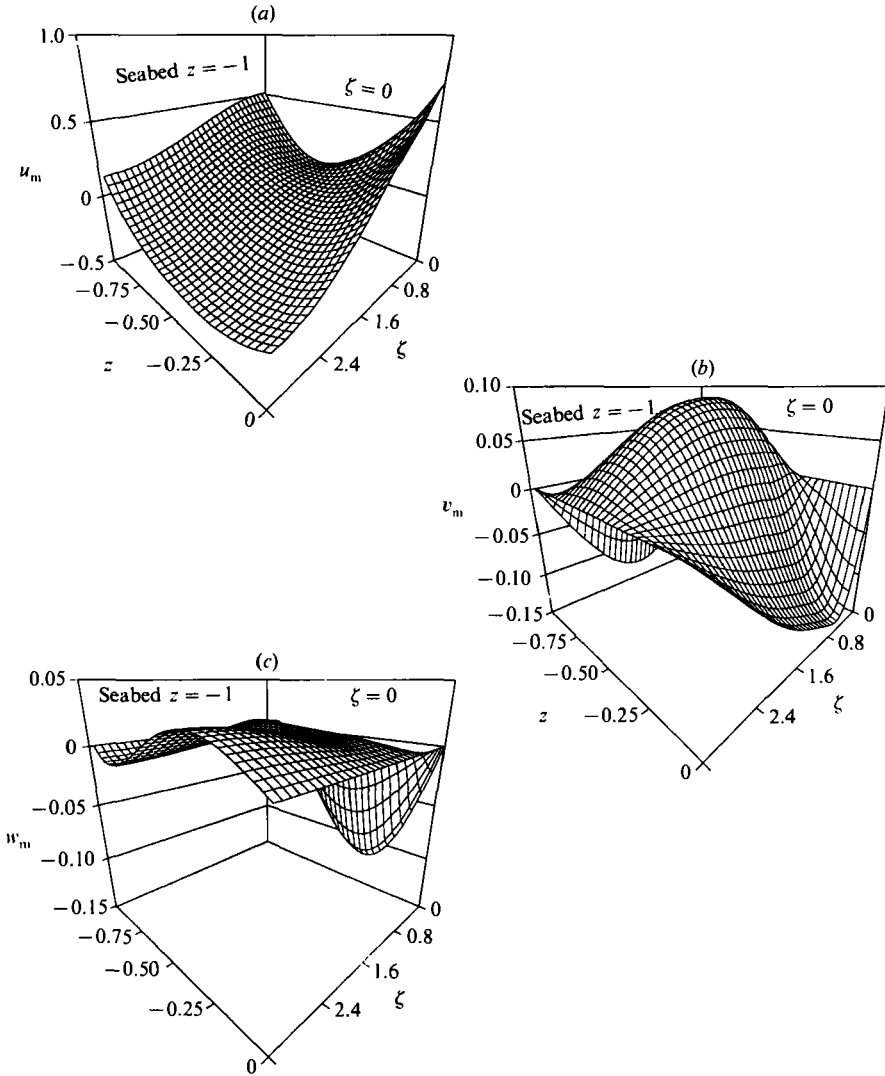 (a)
1.0
Seabed z = −1
ζ = 0
0.5
u_m
0
−0.5
−0.75
−0.50
−0.25
0
z
0
0.8
1.6
2.4
ζ
(b)
0.10
Seabed z = −1
ζ = 0
0.05
0
v_m
−0.05
−0.10
−0.15
−0.75
−0.50
−0.25
0
z
0
0.8
1.6
2.4
ζ
(c)
0.05
Seabed z = −1
ζ = 0
0
−0.05
w_m
−0.10
−0.15
−0.75
−0.50
−0.25
0
z
0
0.8
1.6
2.4
ζ